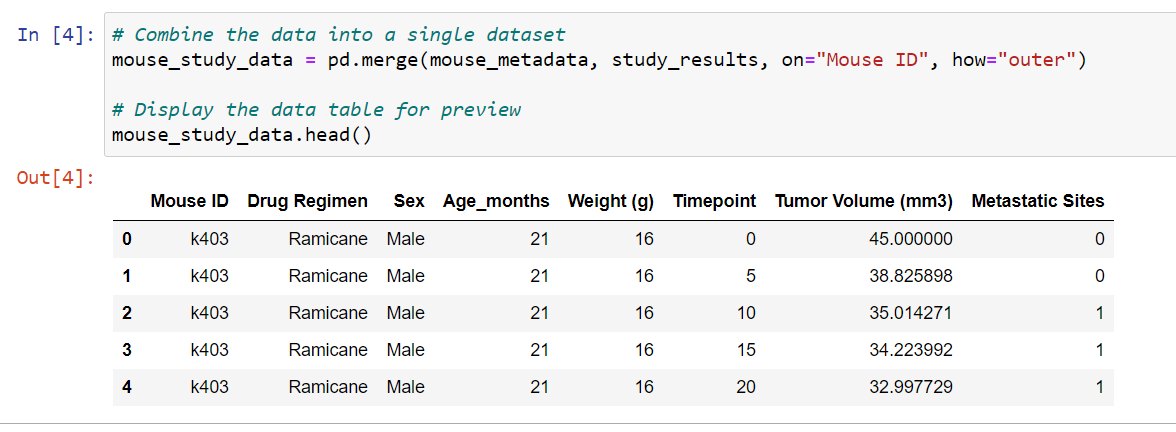 In [4]: # Combine the data into a single dataset
mouse_study_data = pd.merge(mouse_metadata, study_results, on="Mouse ID", how="outer")
# Display the data table for preview
mouse_study_data.head()
Out[4]:
Mouse ID Drug Regimen Sex Age_months Weight (g) Timepoint Tumor Volume (mm3) Metastatic Sites
0 k403 Ramicane Male 21 16 0 45.000000 0
1 k403 Ramicane Male 21 16 5 38.825898 0
2 k403 Ramicane Male 21 16 10 35.014271 1
3 k403 Ramicane Male 21 16 15 34.223992 1
4 k403 Ramicane Male 21 16 20 32.997729 1